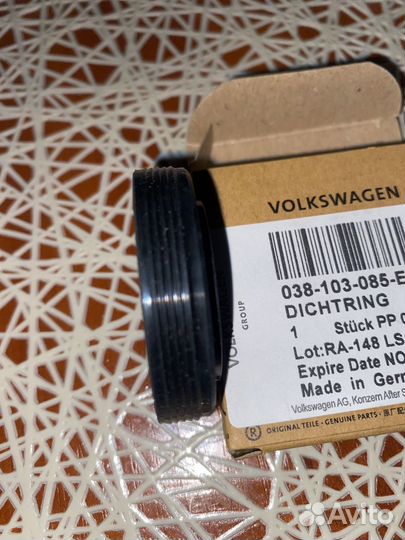 VOLKSWAGEN
038-103-085-E
DICHTRING
1 Stück PP
Lot:RA-148 LS
Expire Date NO
Made in Germ
Volkswagen AG, Konzern After S
® ORIGINAL TEILE · GENUINE PARTS ·
VOLKSWAGEN
GROUP
Avito